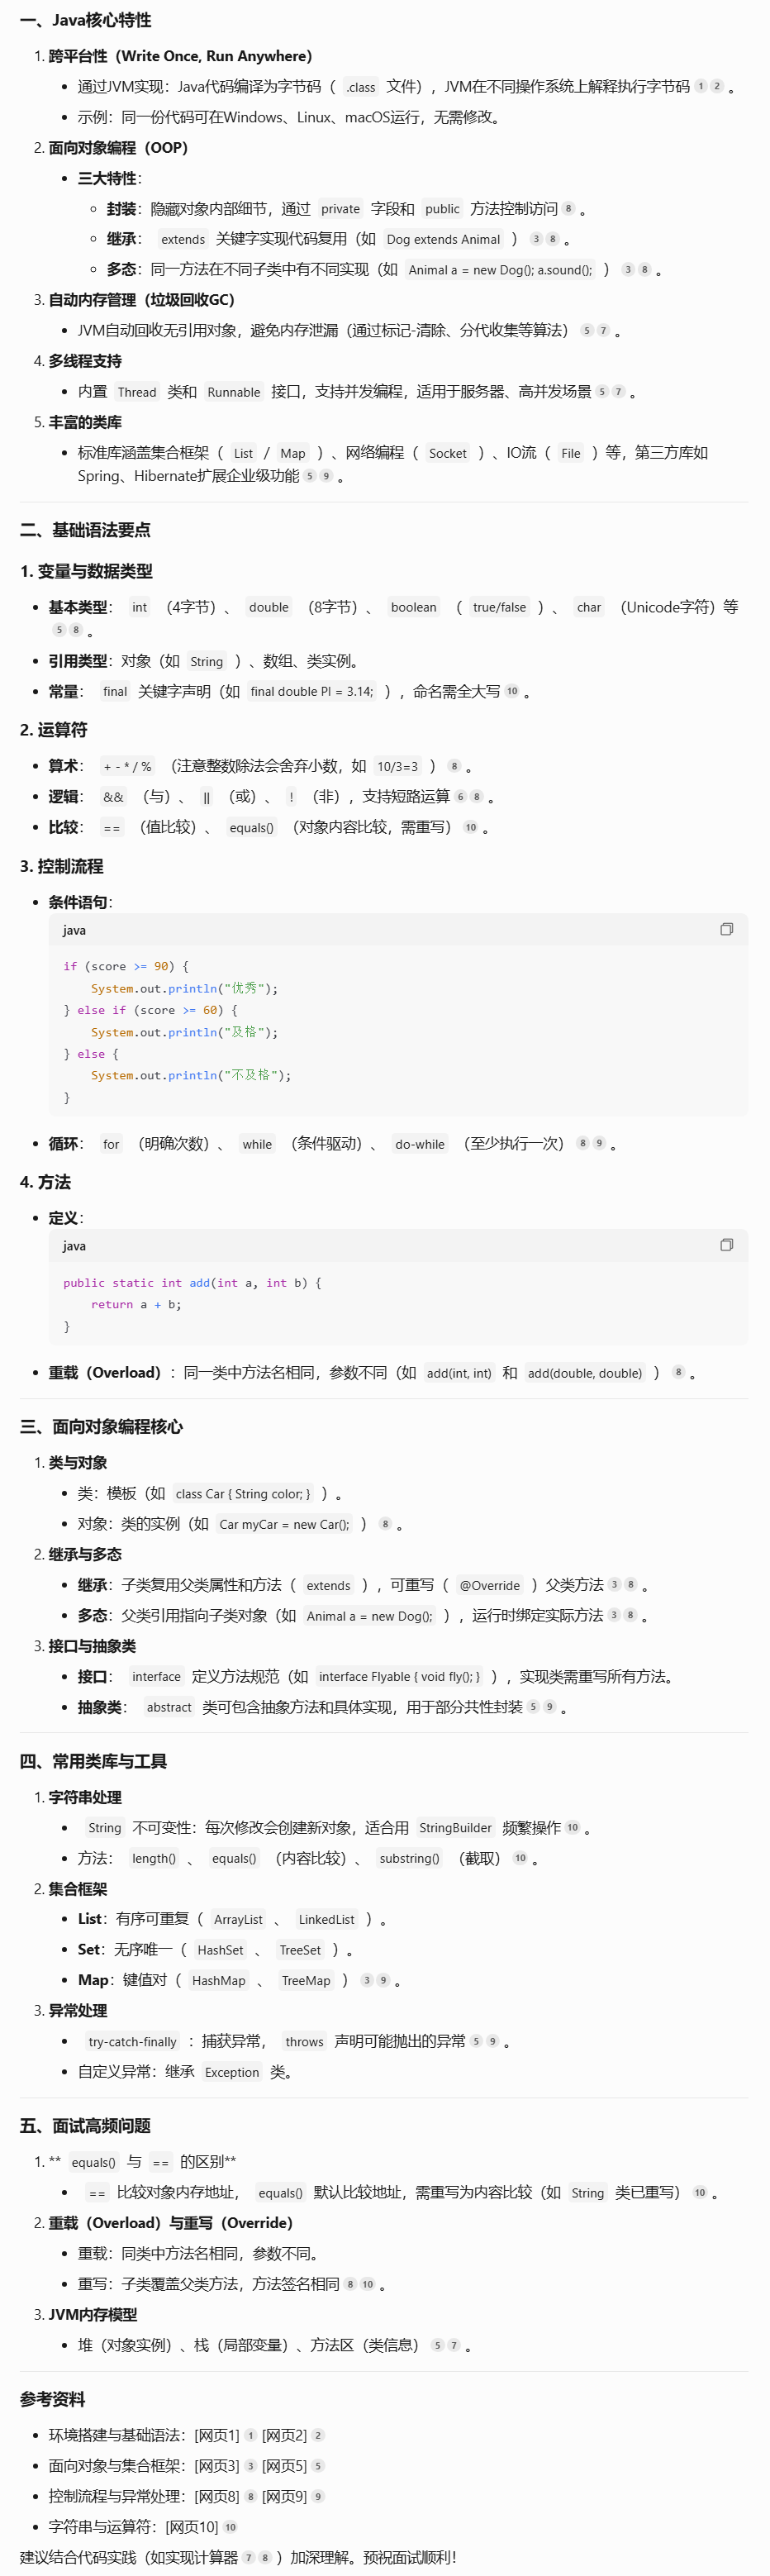 一、Java核心特性
1. 跨平台性（Write Once, Run Anywhere）
• 通过JVM实现：Java代码编译为字节码（ .class 文件），JVM在不同操作系统上解释执行字节码 1 2 。
• 示例：同一份代码可在Windows、Linux、macOS运行，无需修改。
2. 面向对象编程（OOP）
• 三大特性：
◦ 封装：隐藏对象内部细节，通过 private 字段和 public 方法控制访问 8 。
◦ 继承： extends 关键字实现代码复用（如 Dog extends Animal ） 3 8 。
◦ 多态：同一方法在不同子类中有不同实现（如 Animal a = new Dog(); a.sound(); ） 3 8 。
3. 自动内存管理（垃圾回收GC）
• JVM自动回收无引用对象，避免内存泄漏（通过标记-清除、分代收集等算法） 5 7 。
4. 多线程支持
• 内置 Thread 类和 Runnable 接口，支持并发编程，适用于服务器、高并发场景 5 7 。
5. 丰富的类库
• 标准库涵盖集合框架（ List / Map ）、网络编程（ Socket ）、IO流（ File ）等，第三方库如
Spring、Hibernate扩展企业级功能 5 9 。
二、基础语法要点
1. 变量与数据类型
• 基本类型： int （4字节）、 double （8字节）、 boolean （ true/false ）、 char （Unicode字符）等
5 8 。
• 引用类型：对象（如 String ）、数组、类实例。
• 常量： final 关键字声明（如 final double PI = 3.14; ），命名需全大写 10 。
2. 运算符
• 算术： + - * / % （注意整数除法会舍弃小数，如 10/3=3 ） 8 。
• 逻辑： && （与）、 || （或）、 ! （非），支持短路运算 6 8 。
• 比较： == （值比较）、 equals() （对象内容比较，需重写） 10 。
3. 控制流程
• 条件语句：
java
if (score >= 90) {
    System.out.println("优秀");
} else if (score >= 60) {
    System.out.println("及格");
} else {
    System.out.println("不及格");
}
• 循环： for （明确次数）、 while （条件驱动）、 do-while （至少执行一次） 8 9 。
4. 方法
• 定义：
java
public static int add(int a, int b) {
    return a + b;
}
• 重载（Overload）：同一类中方法名相同，参数不同（如 add(int, int) 和 add(double, double) ） 8 。
三、面向对象编程核心
1. 类与对象
• 类：模板（如 class Car { String color; } ）。
• 对象：类的实例（如 Car myCar = new Car(); ） 8 。
2. 继承与多态
• 继承：子类复用父类属性和方法（ extends ），可重写（ @Override ）父类方法 3 8 。
• 多态：父类引用指向子类对象（如 Animal a = new Dog(); ），运行时绑定实际方法 3 8 。
3. 接口与抽象类
• 接口： interface 定义方法规范（如 interface Flyable { void fly(); } ），实现类需重写所有方法。
• 抽象类： abstract 类可包含抽象方法和具体实现，用于部分共性封装 5 9 。
四、常用类库与工具
1. 字符串处理
• String 不可变性：每次修改会创建新对象，适合用 StringBuilder 频繁操作 10 。
• 方法： length() 、 equals() （内容比较）、 substring() （截取） 10 。
2. 集合框架
• List：有序可重复（ ArrayList 、 LinkedList ）。
• Set：无序唯一（ HashSet 、 TreeSet ）。
• Map：键值对（ HashMap 、 TreeMap ） 3 9 。
3. 异常处理
• try-catch-finally ：捕获异常， throws 声明可能抛出的异常 5 9 。
• 自定义异常：继承 Exception 类。
五、面试高频问题
1. ** equals() 与 == 的区别**
• == 比较对象内存地址， equals() 默认比较地址，需重写为内容比较（如 String 类已重写） 10 。
2. 重载（Overload）与重写（Override）
• 重载：同类中方法名相同，参数不同。
• 重写：子类覆盖父类方法，方法签名相同 8 10 。
3. JVM内存模型
• 堆（对象实例）、栈（局部变量）、方法区（类信息） 5 7 。
参考资料
• 环境搭建与基础语法：[网页1] 1 [网页2] 2
• 面向对象与集合框架：[网页3] 3 [网页5] 5
• 控制流程与异常处理：[网页8] 8 [网页9] 9
• 字符串与运算符：[网页10] 10
建议结合代码实践（如实现计算器 7 8 ）加深理解。预祝面试顺利！